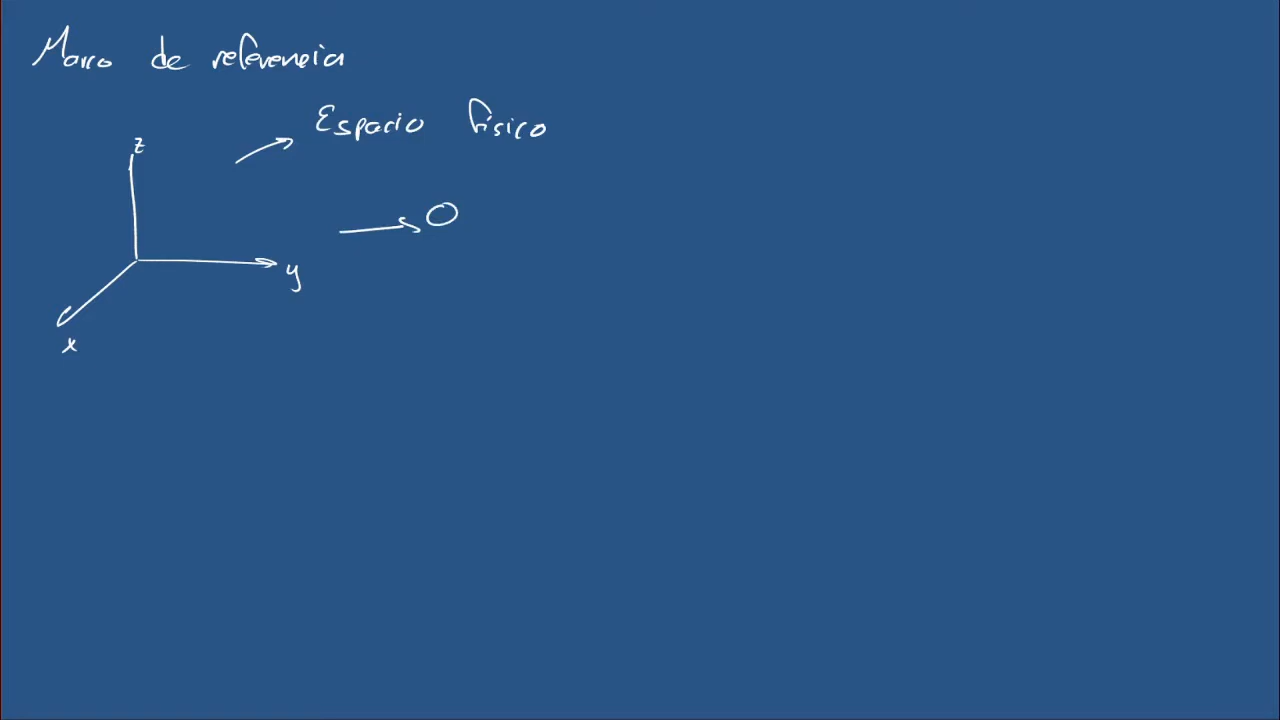 Marco de referencia
Espacio físico
z
O
y
x